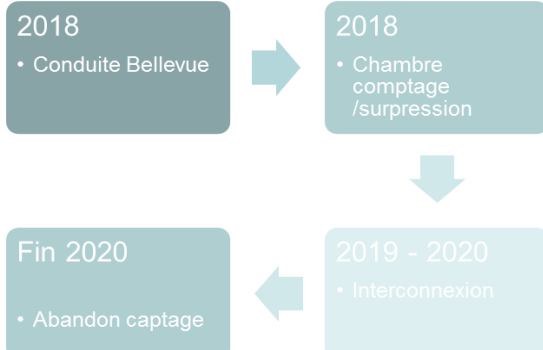 2018
• Conduite Bellevue
2018
• Chambre
comptage
/surpression
2019 - 2020
• Interconnexion
Fin 2020
• Abandon captage